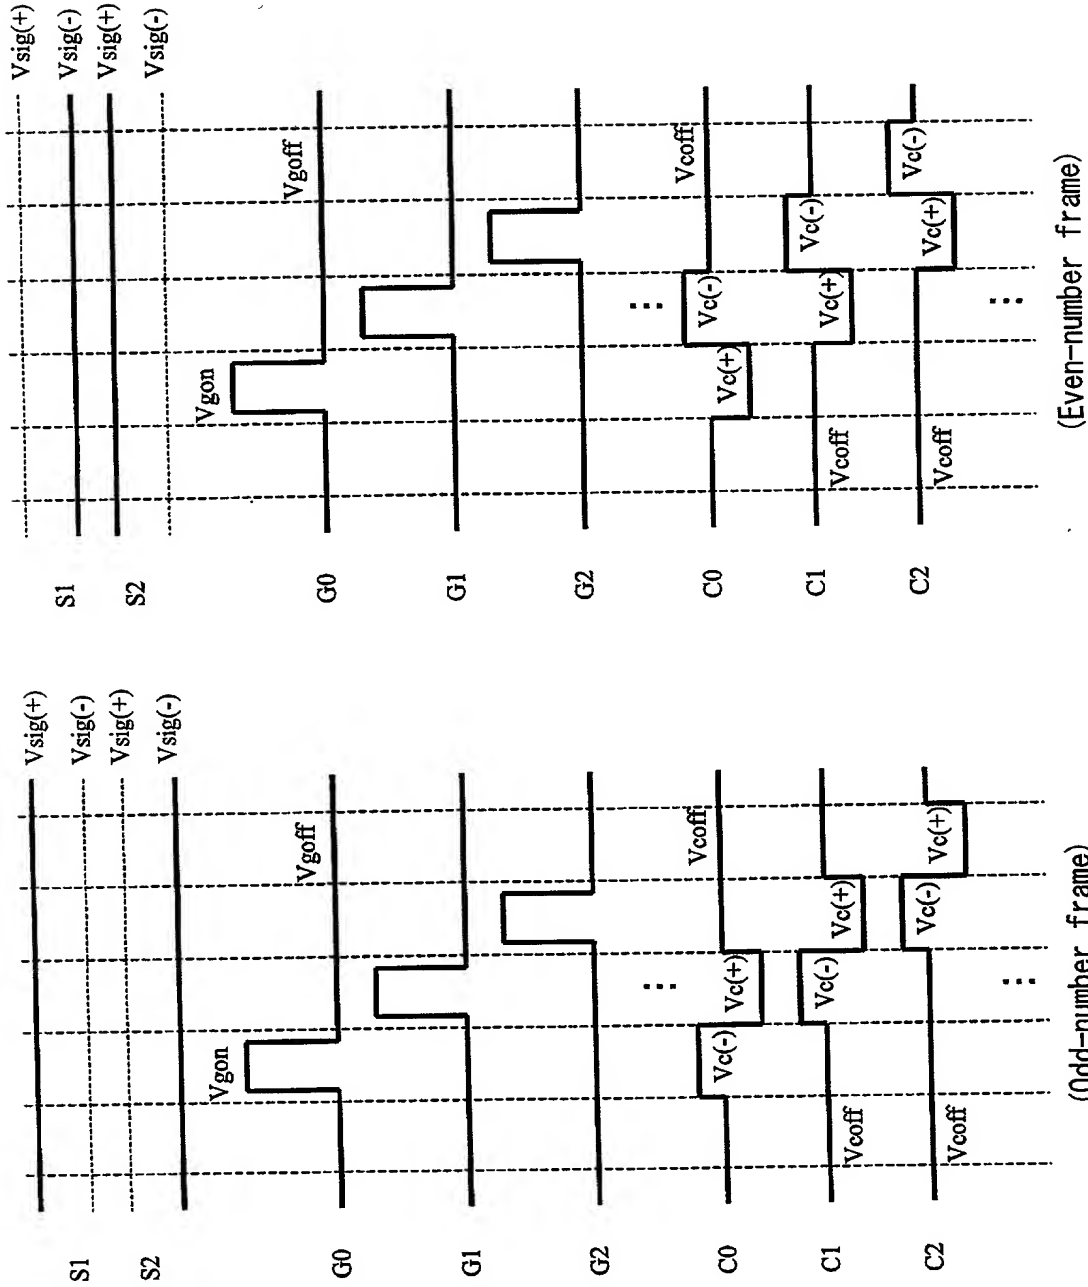 Vsig(+)
S1
Vsig(-)
Vsig(+)
S2
Vsig(-)
Vgon
Vgoff
G0
G1
G2
Vcoff
C0
Vc(-)
Vc(+)
C1
Vcoff
Vc(-)
Vc(+)
C2
Vcoff
Vc(-)
Vc(+)
(Odd-number frame)
Vsig(+)
S1
Vsig(-)
Vsig(+)
S2
Vsig(-)
Vgon
Vgoff
G0
G1
G2
Vcoff
C0
Vc(+)
Vc(-)
C1
Vcoff
Vc(+)
Vc(-)
C2
Vcoff
Vc(+)
Vc(-)
(Even-number frame)